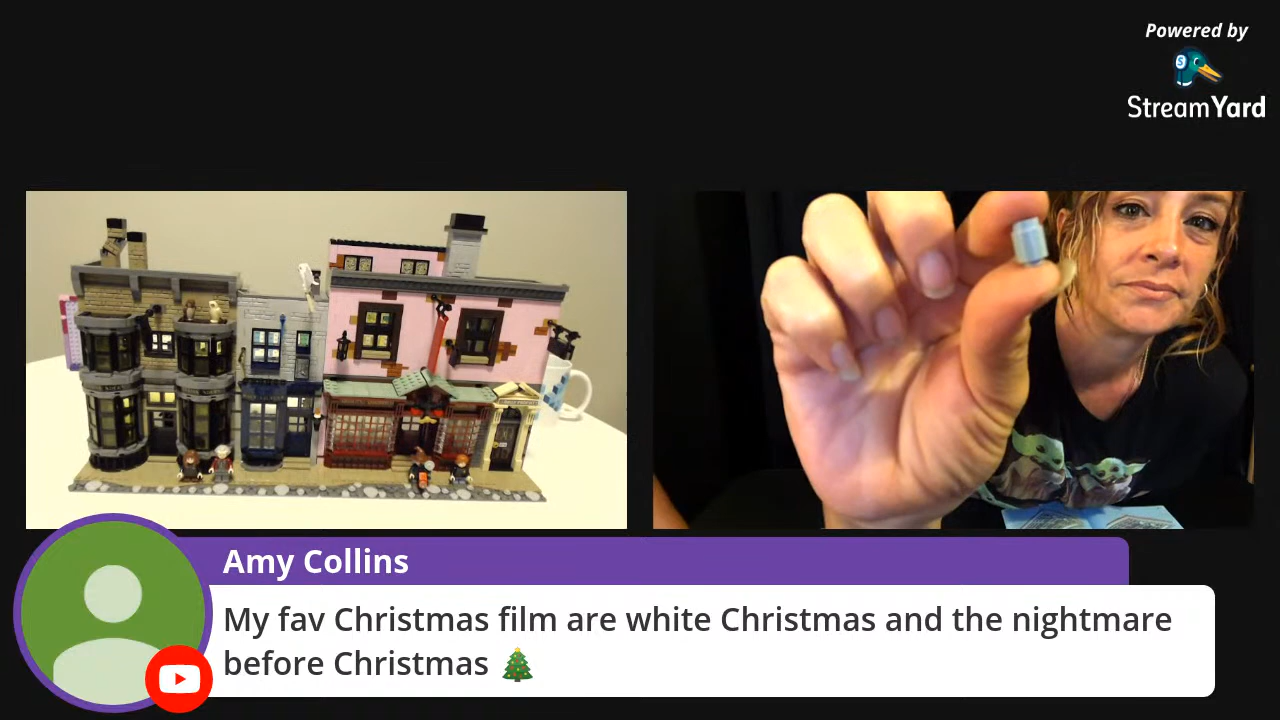 Powered by
StreamYard
Amy Collins
My fav Christmas film are white Christmas and the nightmare
before Christmas 🎄